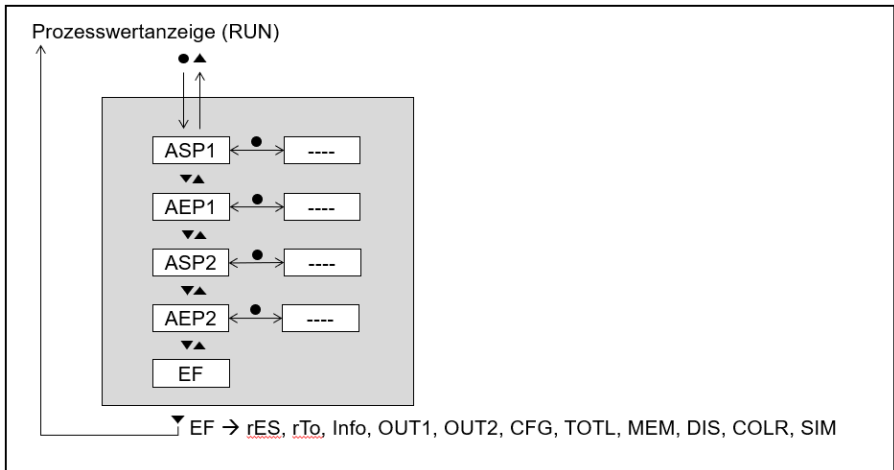 Prozesswertanzeige (RUN)
ASP1 ----
AEP1 ----
ASP2 ----
AEP2 ----
EF
EF → rES, rTo, Info, OUT1, OUT2, CFG, TOTL, MEM, DIS, COLR, SIM